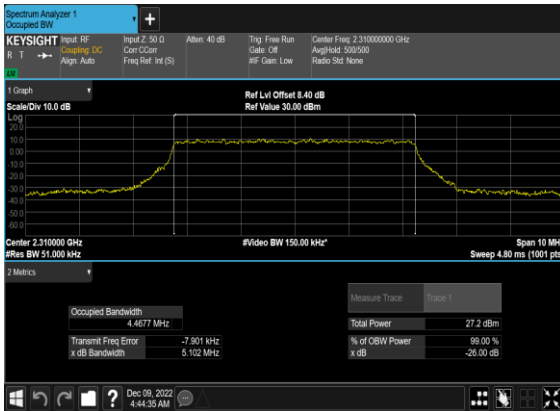 Spectrum Analyzer 1
Occupied BW
KEYSIGHT
R T
LXI
Input: RF
Coupling: DC
Align: Auto
Input Z: 50 Ω
Corr CCorr
Freq Ref: Int (S)
Atten: 40 dB
Trig: Free Run
Gate: Off
#IF Gain: Low
Center Freq: 2.310000000 GHz
Avg|Hold: 500/500
Radio Std: None
1 Graph
Scale/Div 10.0 dB
Ref Lvl Offset 8.40 dB
Ref Value 30.00 dBm
Log
20.0
10.0
0.00
-10.0
-20.0
-30.0
-40.0
-50.0
-60.0
Center 2.310000 GHz
#Res BW 51.000 kHz
#Video BW 150.00 kHz*
Span 10 MH
Sweep 4.80 ms (1001 pts
2 Metrics
Measure Trace
Trace 1
Occupied Bandwidth
4.4677 MHz
Total Power
27.2 dBm
Transmit Freq Error
-7.901 kHz
% of OBW Power
99.00 %
x dB Bandwidth
5.102 MHz
x dB
-26.00 dB
Dec 09, 2022
4:44:35 AM